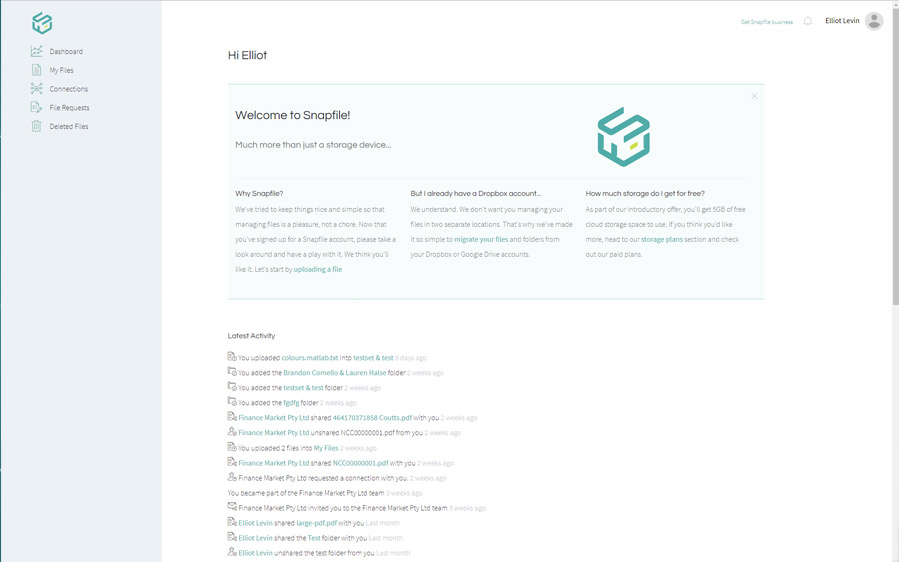 Get Snapfile business
Elliot Levin
Dashboard
My Files
Connections
File Requests
Deleted Files
Hi Elliot
Welcome to Snapfile!
Much more than just a storage device...
Why Snapfile?
We've tried to keep things nice and simple so that
managing files is a pleasure, not a chore. Now that
you've signed up for a Snapfile account, please take a
look around and have a play with it. We think you'll
like it. Let's start by uploading a file
But I already have a Dropbox account...
We understand. We don't want you managing your
files in two separate locations. That's why we've made
it so simple to migrate your files and folders from
your Dropbox or Google Drive accounts.
How much storage do I get for free?
As part of our introductory offer, you'll get 5GB of free
cloud storage space to use. If you think you'd like
more, head to our storage plans section and check
out our paid plans.
Latest Activity
You uploaded colours.matlab.txt into testset & test 5 days ago
You added the Brandon Comello & Lauren Halse folder 2 weeks ago
You added the testset & test folder 2 weeks ago
You added the fgdfg folder 2 weeks ago
Finance Market Pty Ltd shared 464170371858 Coutts.pdf with you 2 weeks ago
Finance Market Pty Ltd unshared NCC00000001.pdf from you 2 weeks ago
You uploaded 2 files into My Files 2 weeks ago
Finance Market Pty Ltd shared NCC00000001.pdf with you 2 weeks ago
Finance Market Pty Ltd requested a connection with you. 2 weeks ago
You became part of the Finance Market Pty Ltd team 3 weeks ago
Finance Market Pty Ltd invited you to the Finance Market Pty Ltd team 3 weeks ago
Elliot Levin shared large-pdf.pdf with you Last month
Elliot Levin shared the Test folder with you Last month
Elliot Levin unshared the test folder from you Last month